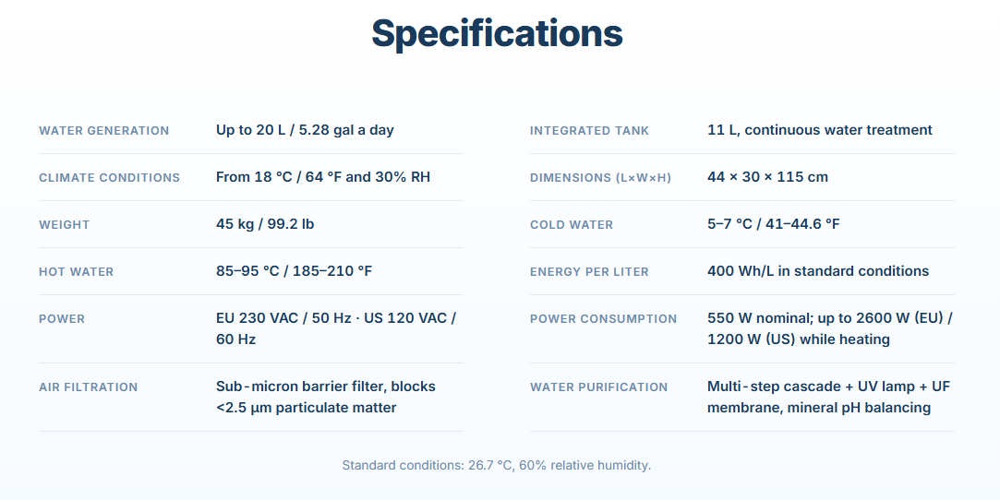 Specifications
WATER GENERATION
Up to 20 L / 5.28 gal a day
INTEGRATED TANK
11 L, continuous water treatment
CLIMATE CONDITIONS
From 18 °C / 64 °F and 30% RH
DIMENSIONS (L×W×H)
44 × 30 × 115 cm
WEIGHT
45 kg / 99.2 lb
COLD WATER
5–7 °C / 41–44.6 °F
HOT WATER
85–95 °C / 185–210 °F
ENERGY PER LITER
400 Wh/L in standard conditions
POWER
EU 230 VAC / 50 Hz · US 120 VAC /
60 Hz
POWER CONSUMPTION
550 W nominal; up to 2600 W (EU) /
1200 W (US) while heating
AIR FILTRATION
Sub-micron barrier filter, blocks
<2.5 µm particulate matter
WATER PURIFICATION
Multi-step cascade + UV lamp + UF
membrane, mineral pH balancing
Standard conditions: 26.7 °C, 60% relative humidity.